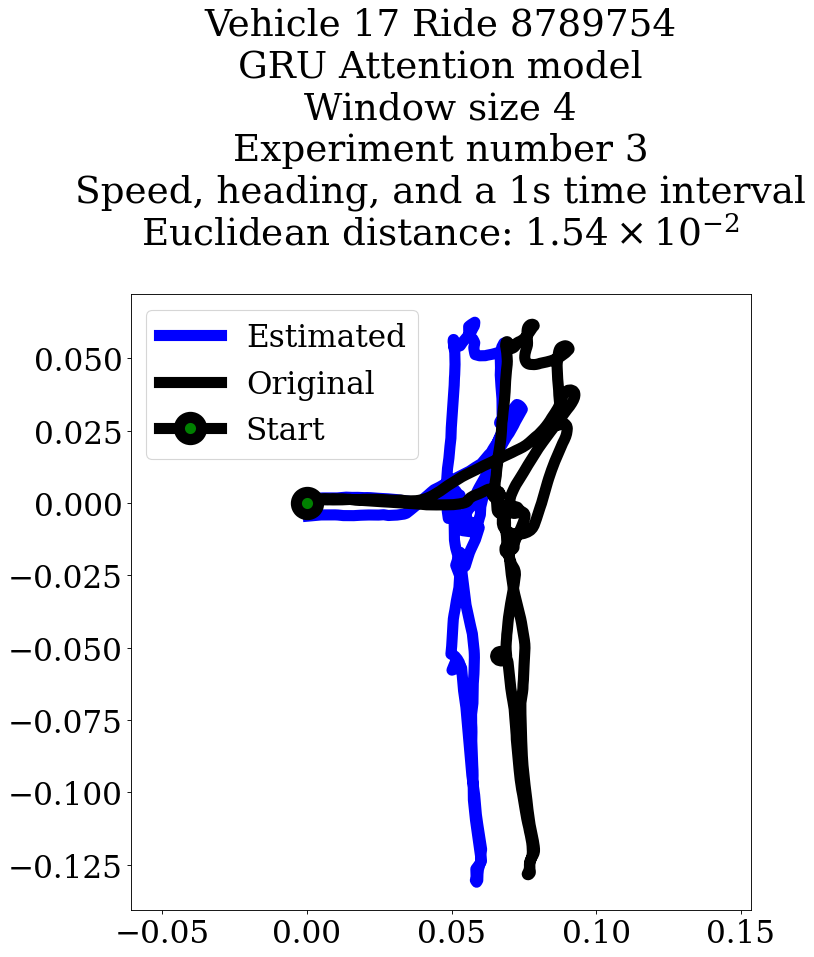 Vehicle 17 Ride 8789754
GRU Attention model
Window size 4
Experiment number 3
Speed, heading, and a 1s time interval
Euclidean distance: 1.54 × 10⁻²
Estimated
Original
Start
0.050
0.025
0.000
−0.025
−0.050
−0.075
−0.100
−0.125
−0.05 0.00 0.05 0.10 0.15